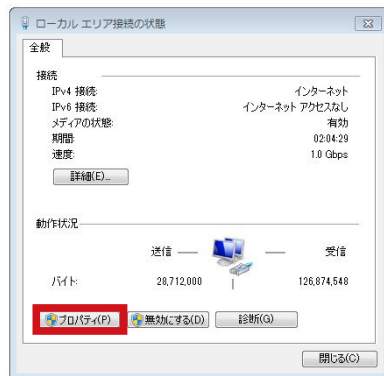 ローカル エリア接続の状態
全般
接続
IPv4 接続: インターネット
IPv6 接続: インターネット アクセスなし
メディアの状態: 有効
期間: 02:04:29
速度: 1.0 Gbps
詳細(E)...
動作状況
送信 受信
バイト: 28,712,000 126,874,548
プロパティ(P) 無効にする(D) 診断(G)
閉じる(C)